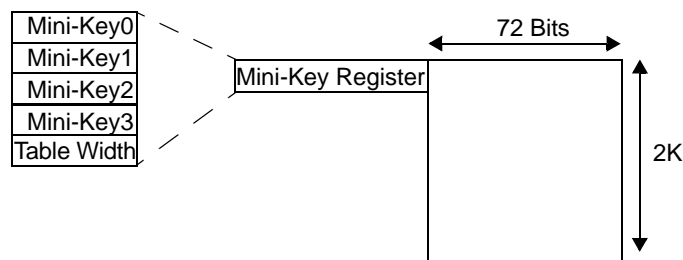 Mini-Key0
Mini-Key1
Mini-Key2
Mini-Key3
Table Width
Mini-Key Register
72 Bits
2K